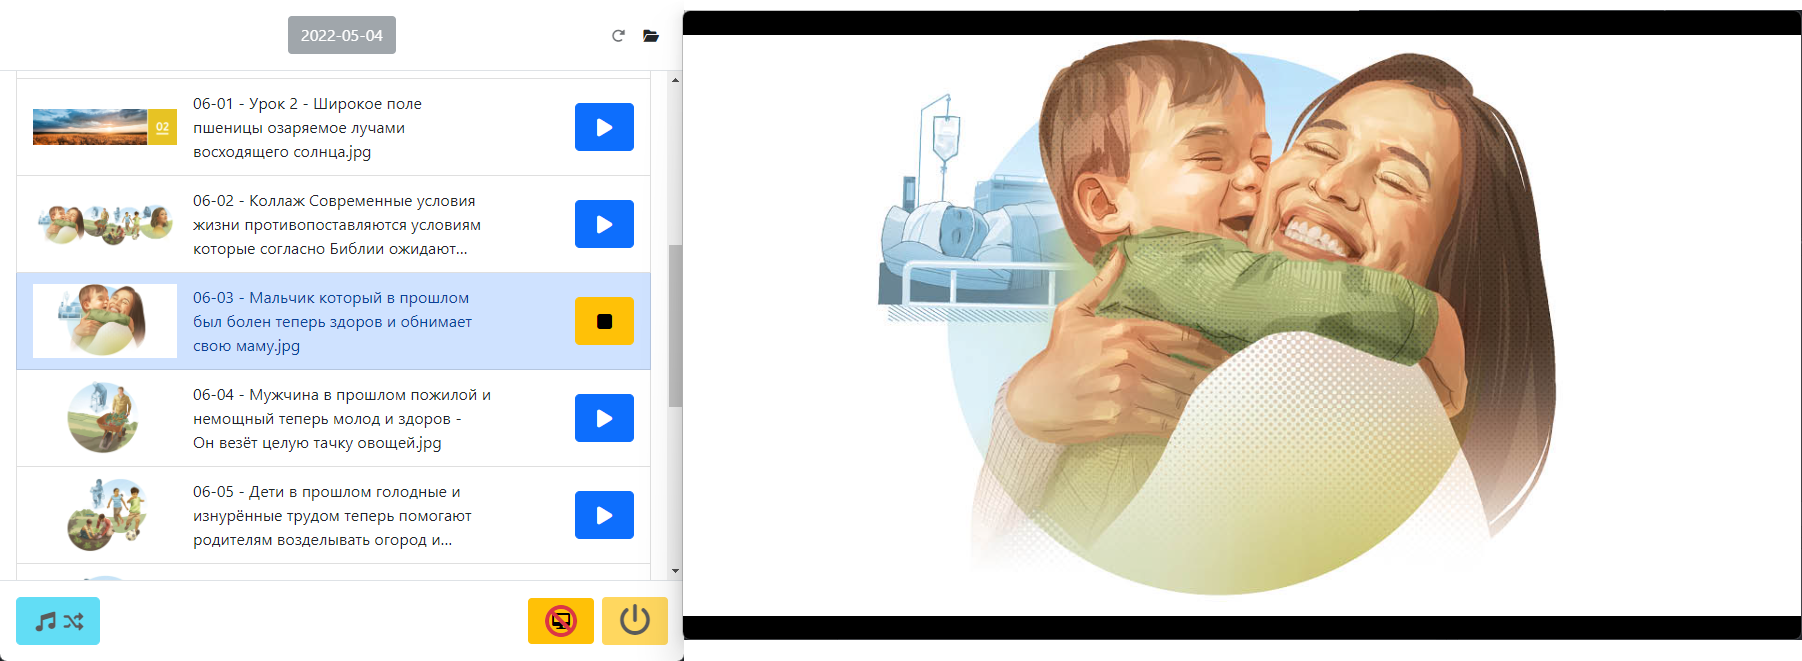 2022-05-04
02
06-01 - Урок 2 - Широкое поле
пшеницы озаряемое лучами
восходящего солнца.jpg
06-02 - Коллаж Современные условия
жизни противопоставляются условиям
которые согласно Библии ожидают...
06-03 - Мальчик который в прошлом
был болен теперь здоров и обнимает
свою маму.jpg
06-04 - Мужчина в прошлом пожилой и
немощный теперь молод и здоров -
Он везёт целую тачку овощей.jpg
06-05 - Дети в прошлом голодные и
изнурённые трудом теперь помогают
родителям возделывать огород и...